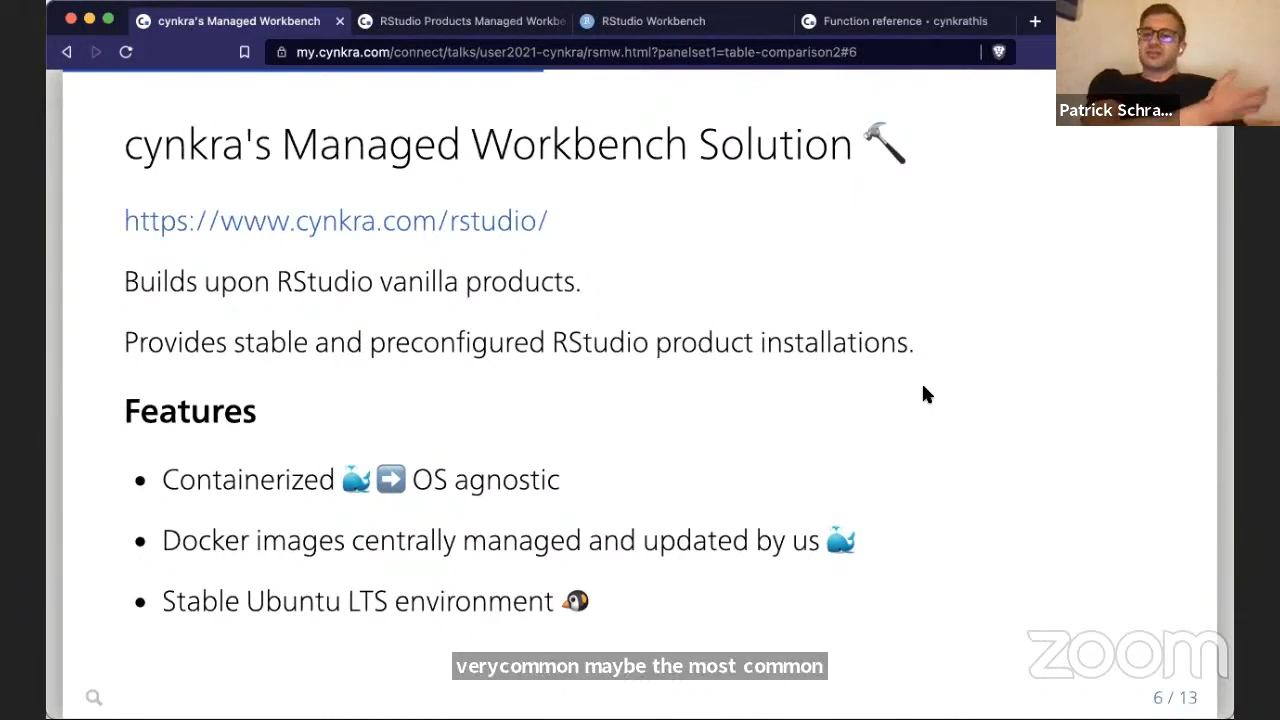 cynkra's Managed Workbench
RStudio Products Managed Workbe
RStudio Workbench
Function reference · cynkrathis
my.cynkra.com/connect/talks/user2021-cynkra/rsmw.html?panelset1=table-comparison2#6
Patrick Schra...
cynkra's Managed Workbench Solution
https://www.cynkra.com/rstudio/
Builds upon RStudio vanilla products.
Provides stable and preconfigured RStudio product installations.
Features
• Containerized 🐳 ➡️ OS agnostic
• Docker images centrally managed and updated by us 🐳
• Stable Ubuntu LTS environment 🐧
verycommon maybe the most common
zoom
6 / 13